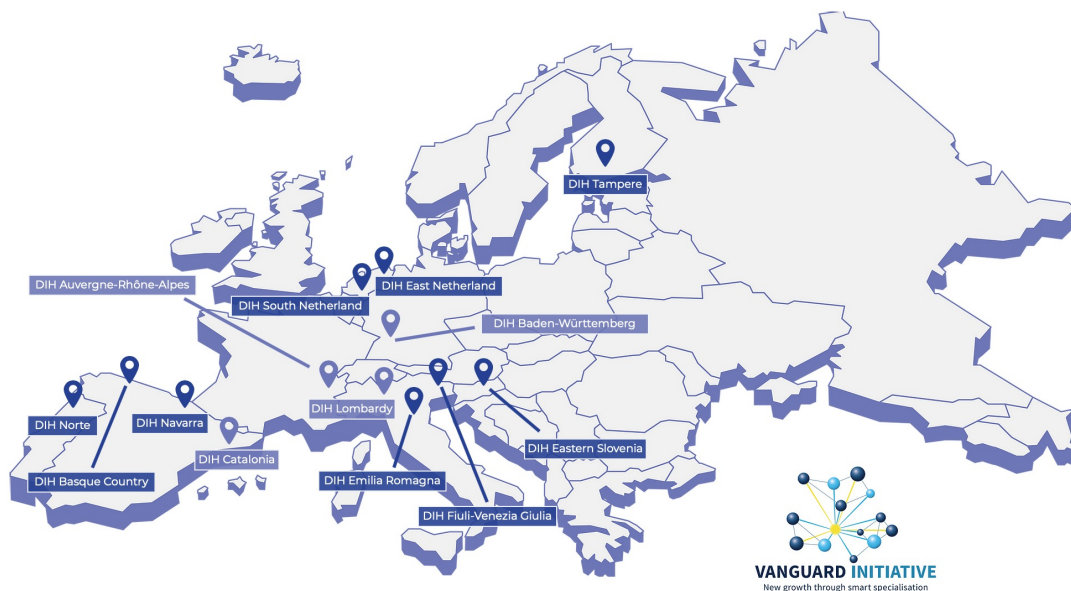 DIH Tampere
DIH Auvergne-Rhône-Alpes
DIH East Netherland
DIH South Netherland
DIH Baden-Württemberg
DIH Lombardy
DIH Norte
DIH Navarra
DIH Eastern Slovenia
DIH Catalonia
DIH Basque Country
DIH Emilia Romagna
DIH Fiuli-Venezia Giulia
VANGUARD INITIATIVE
New growth through smart specialisation